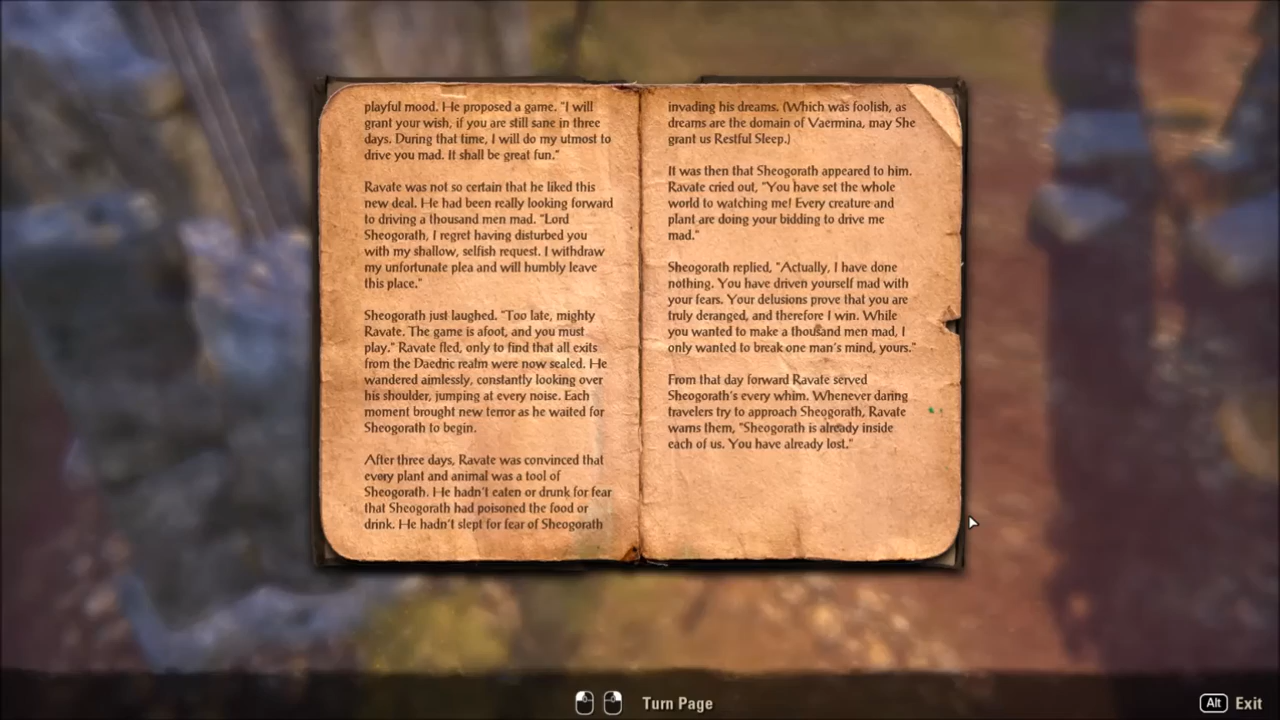 playful mood. He proposed a game. "I will
grant your wish, if you are still sane in three
days. During that time, I will do my utmost to
drive you mad. It shall be great fun."
Ravate was not so certain that he liked this
new deal. He had been really looking forward
to driving a thousand men mad. "Lord
Sheogorath, I regret having disturbed you
with my shallow, selfish request. I withdraw
my unfortunate plea and will humbly leave
this place."
Sheogorath just laughed. "Too late, mighty
Ravate. The game is afoot, and you must
play." Ravate fled, only to find that all exits
from the Daedric realm were now sealed. He
wandered aimlessly, constantly looking over
his shoulder, jumping at every noise. Each
moment brought new terror as he waited for
Sheogorath to begin.
After three days, Ravate was convinced that
every plant and animal was a tool of
Sheogorath. He hadn't eaten or drunk for fear
that Sheogorath had poisoned the food or
drink. He hadn't slept for fear of Sheogorath
invading his dreams. (Which was foolish, as
dreams are the domain of Vaermina, may She
grant us Restful Sleep.)
It was then that Sheogorath appeared to him.
Ravate cried out, "You have set the whole
world to watching me! Every creature and
plant are doing your bidding to drive me
mad."
Sheogorath replied, "Actually, I have done
nothing. You have driven yourself mad with
your fears. Your delusions prove that you are
truly deranged, and therefore I win. While
you wanted to make a thousand men mad, I
only wanted to break one man's mind, yours."
From that day forward Ravate served
Sheogorath's every whim. Whenever daring
travelers try to approach Sheogorath, Ravate
warns them, "Sheogorath is already inside
each of us. You have already lost."
Turn Page
Alt Exit